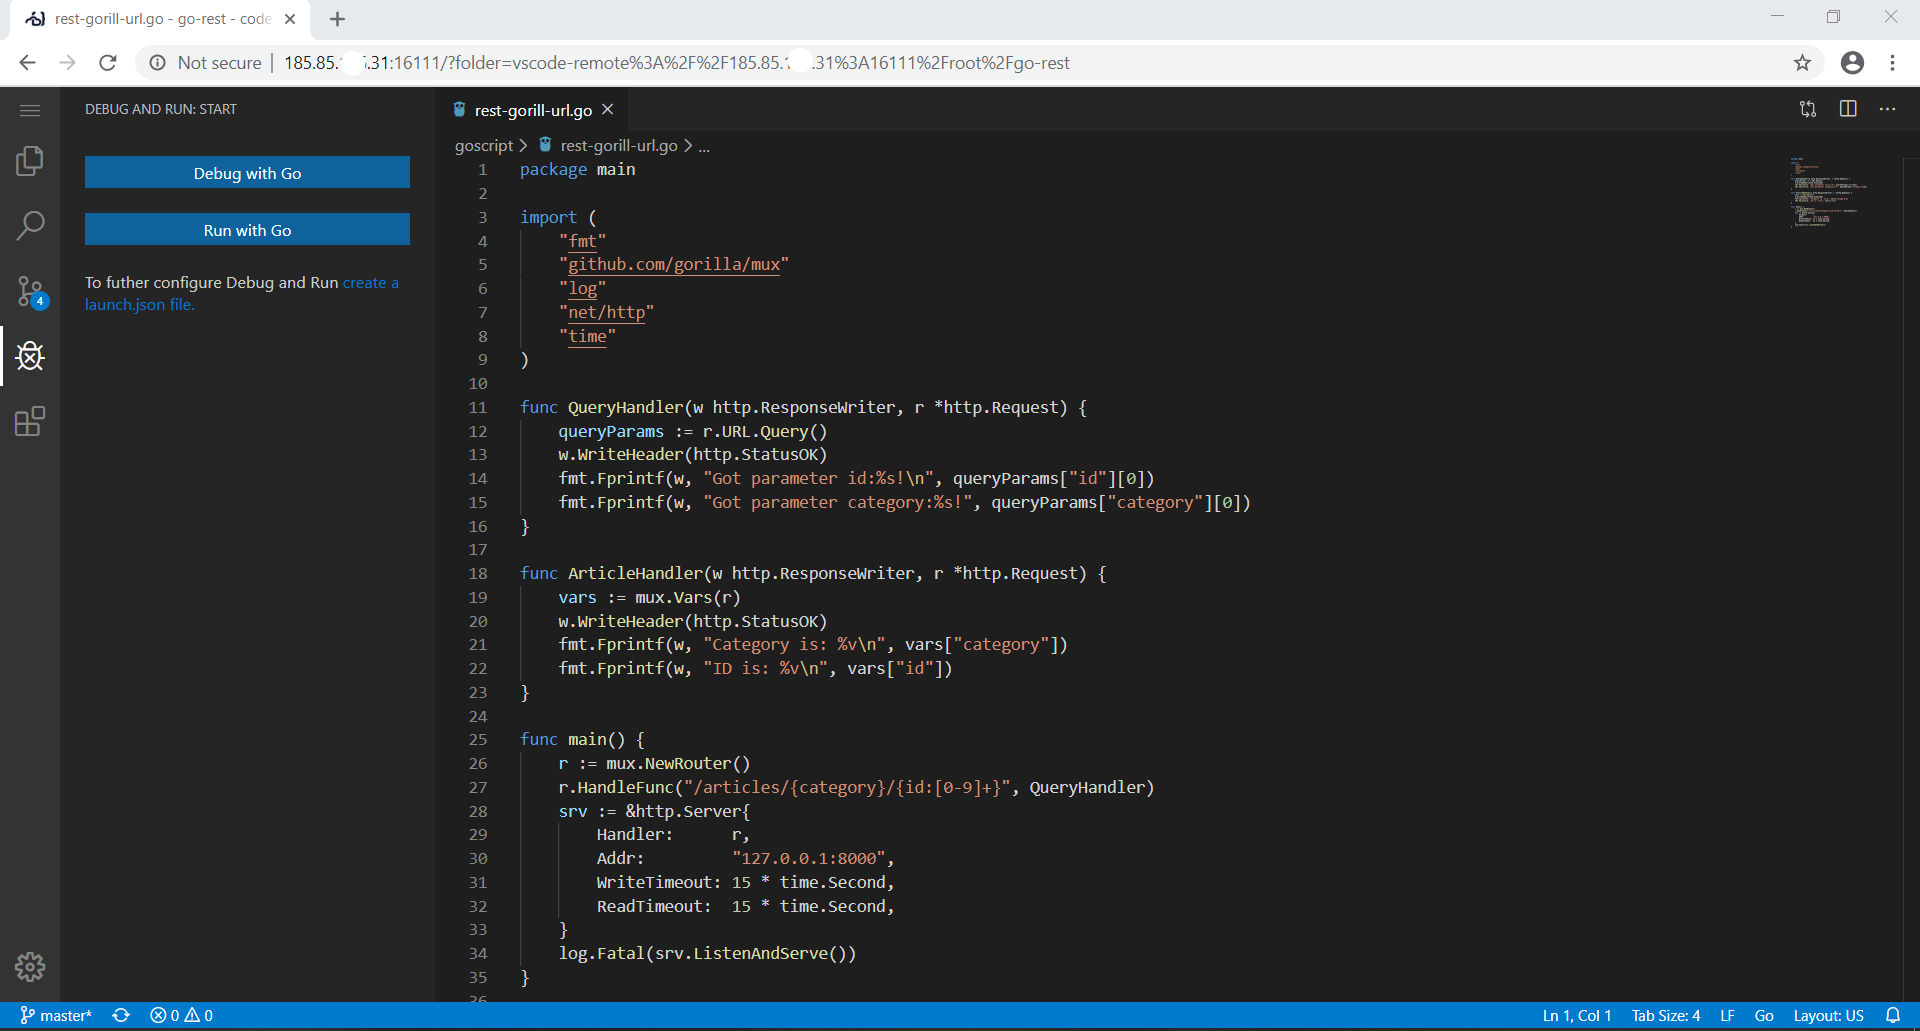 rest-gorill-url.go - go-rest - code
Not secure
185.85. .31:16111/?folder=vscode-remote%3A%2F%2F185.85. .31%3A16111%2Froot%2Fgo-rest
DEBUG AND RUN: START
Debug with Go
Run with Go
To futher configure Debug and Run create a
launch.json file.
4
rest-gorill-url.go
goscript > rest-gorill-url.go > ...
1 package main
2
3 import (
4 "fmt"
5 "github.com/gorilla/mux"
6 "log"
7 "net/http"
8 "time"
9 )
10
11 func QueryHandler(w http.ResponseWriter, r *http.Request) {
12 queryParams := r.URL.Query()
13 w.WriteHeader(http.StatusOK)
14 fmt.Fprintf(w, "Got parameter id:%s!\n", queryParams["id"][0])
15 fmt.Fprintf(w, "Got parameter category:%s!", queryParams["category"][0])
16 }
17
18 func ArticleHandler(w http.ResponseWriter, r *http.Request) {
19 vars := mux.Vars(r)
20 w.WriteHeader(http.StatusOK)
21 fmt.Fprintf(w, "Category is: %v\n", vars["category"])
22 fmt.Fprintf(w, "ID is: %v\n", vars["id"])
23 }
24
25 func main() {
26 r := mux.NewRouter()
27 r.HandleFunc("/articles/{category}/{id:[0-9]+}", QueryHandler)
28 srv := &http.Server{
29 Handler: r,
30 Addr: "127.0.0.1:8000",
31 WriteTimeout: 15 * time.Second,
32 ReadTimeout: 15 * time.Second,
33 }
34 log.Fatal(srv.ListenAndServe())
35 }
36
master* 0 0
Ln 1, Col 1 Tab Size: 4 LF Go Layout: US